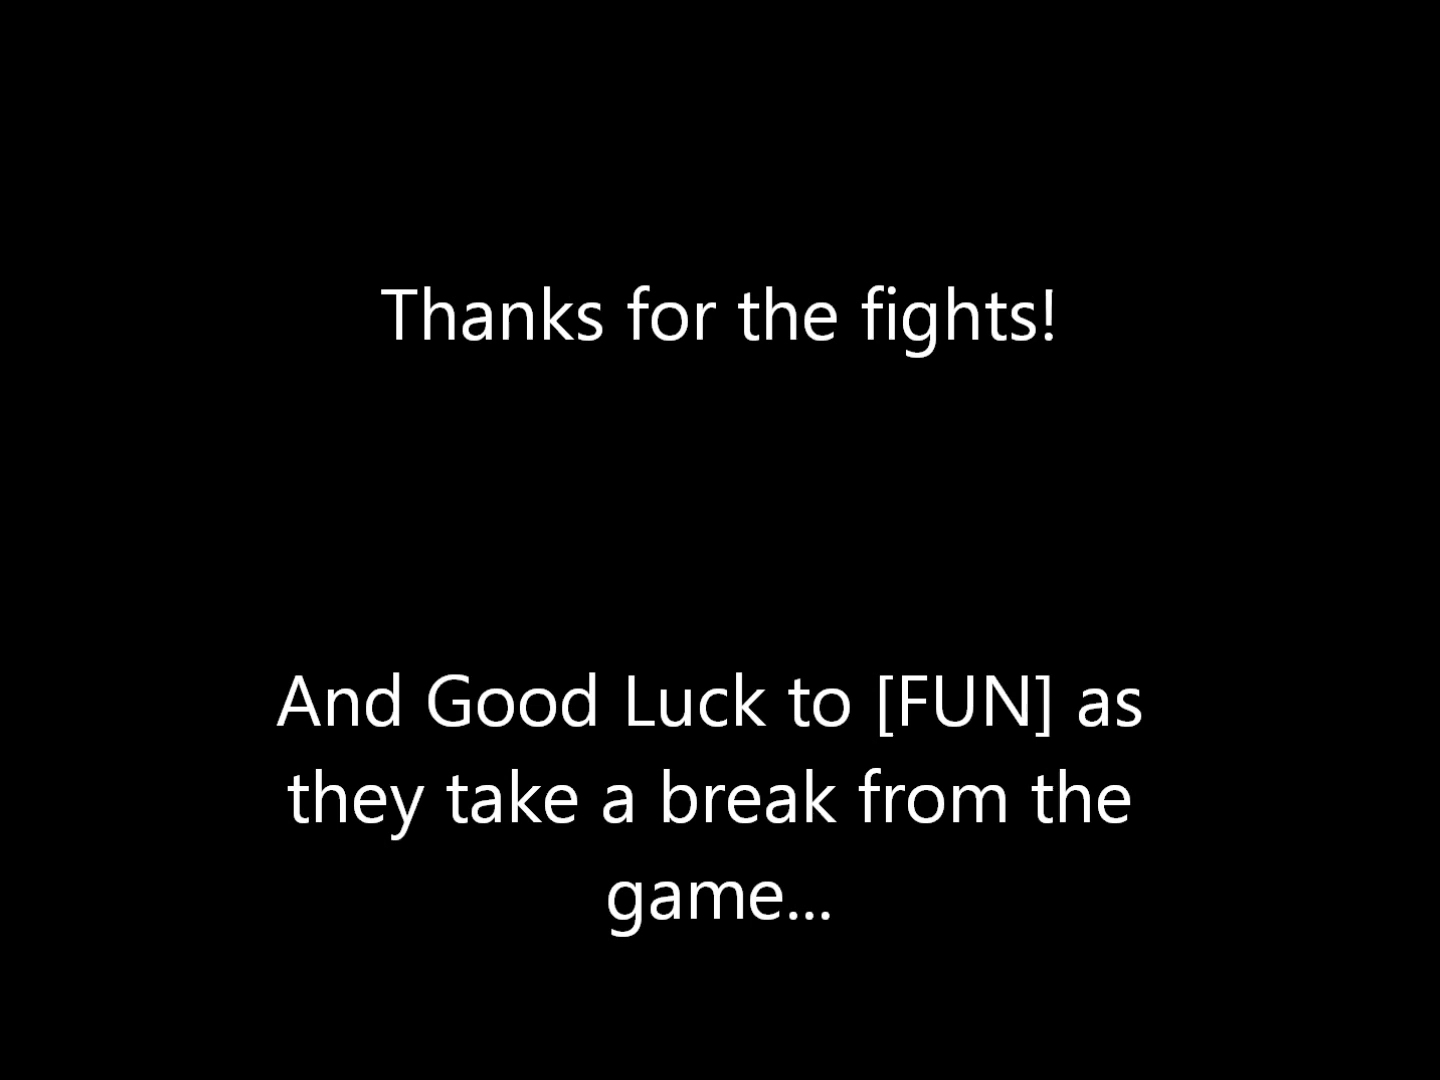 Thanks for the fights!
And Good Luck to [FUN] as
they take a break from the
game...